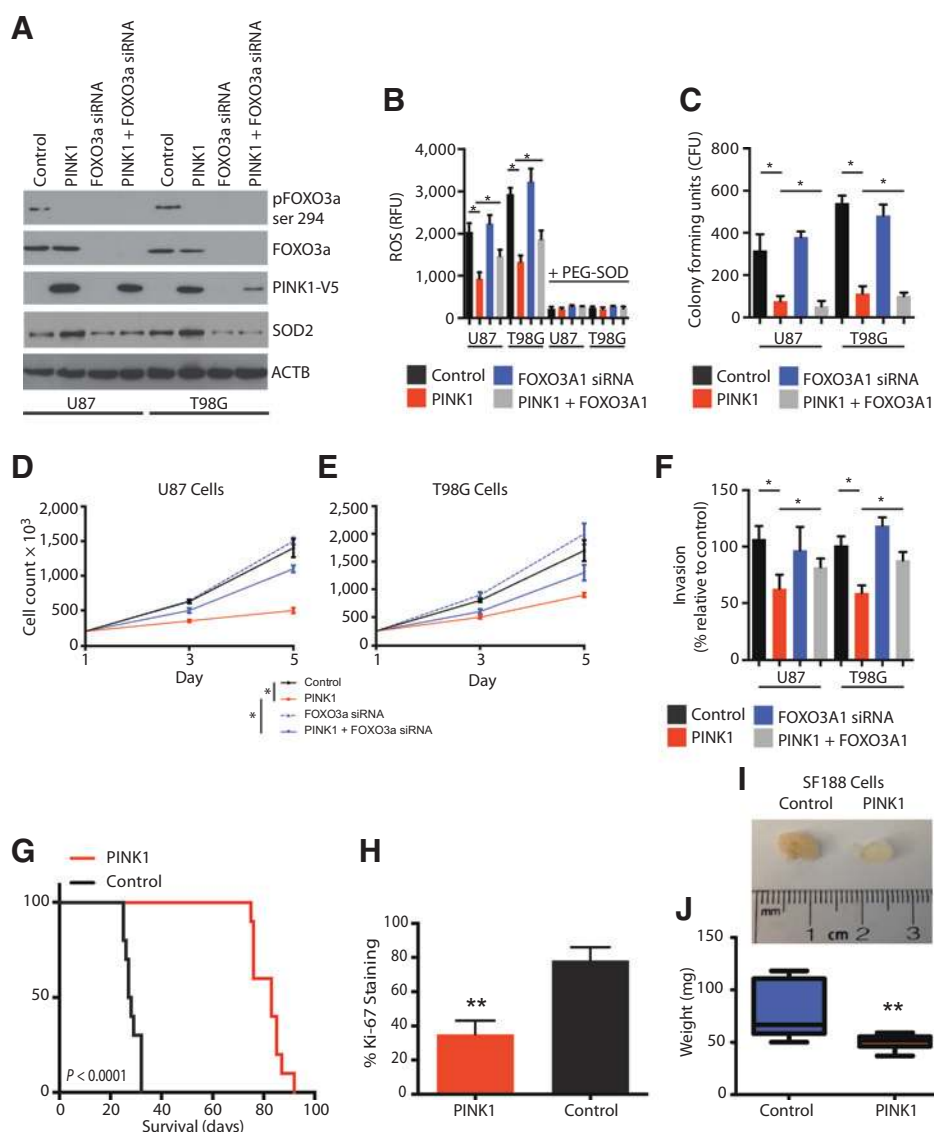 A
Control
PINK1
FOXO3a siRNA
PINK1 + FOXO3a siRNA
Control
PINK1
FOXO3a siRNA
PINK1 + FOXO3a siRNA
pFOXO3a
ser 294
FOXO3a
PINK1-V5
SOD2
ACTB
U87
T98G
B
ROS (RFU)
4,000
3,000
2,000
1,000
0
* *
* *
+ PEG-SOD
U87 T98G U87 T98G
Control
FOXO3A1 siRNA
PINK1
PINK1 + FOXO3A1
C
Colony forming units (CFU)
800
600
400
200
0
* * * *
U87
T98G
Control
FOXO3A1 siRNA
PINK1
PINK1 + FOXO3A1
D
U87 Cells
Cell count × 10³
2,000
1,500
1,000
500
0
1 3 5
Day
E
T98G Cells
2,500
2,000
1,500
1,000
500
0
1 3 5
Day
* Control
PINK1
* FOXO3a siRNA
PINK1 + FOXO3a siRNA
F
Invasion
(% relative to control)
150
100
50
0
* * * *
U87
T98G
Control
FOXO3A1 siRNA
PINK1
PINK1 + FOXO3A1
G
PINK1
Control
100
50
0
P < 0.0001
0 20 40 60 80 100
Survival (days)
H
% Ki-67 Staining
100
80
60
40
20
0
**
PINK1
Control
I
SF188 Cells
Control PINK1
mm
1 cm 2 3
J
Weight (mg)
150
100
50
0
**
Control
PINK1